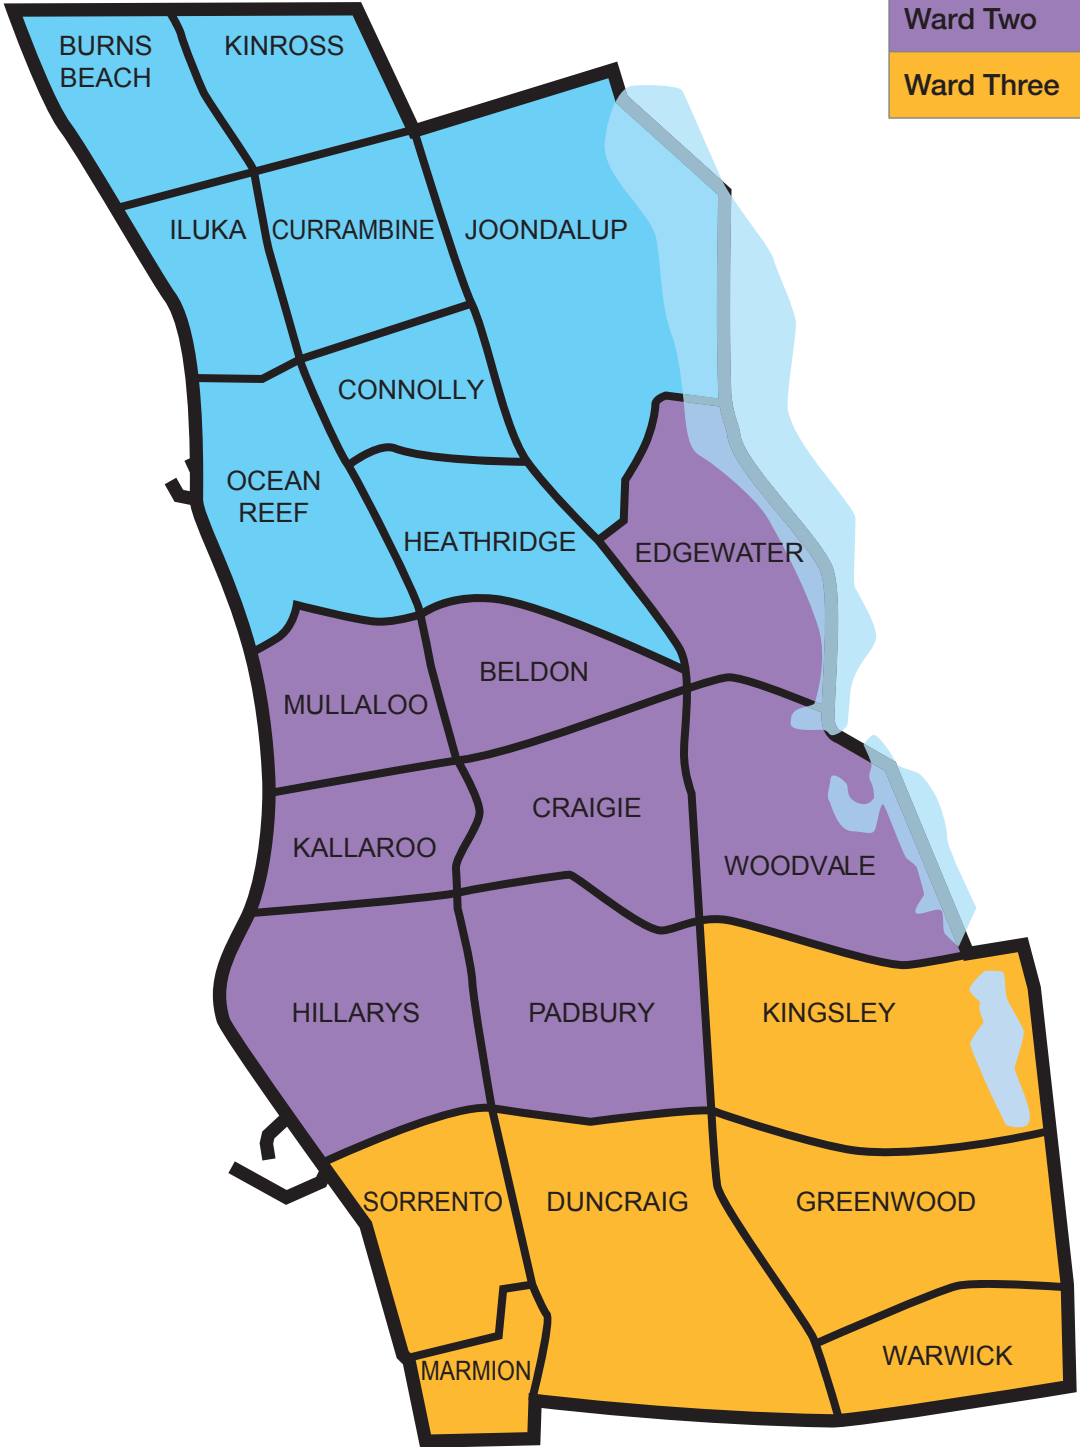 Ward Two
Ward Three
BURNS
BEACH
KINROSS
ILUKA
CURRAMBINE
JOONDALUP
CONNOLLY
OCEAN
REEF
HEATHRIDGE
EDGEWATER
BELDON
MULLALOO
CRAIGIE
KALLAROO
WOODVALE
HILLARYS
PADBURY
KINGSLEY
SORRENTO
DUNCRAIG
GREENWOOD
MARMION
WARWICK